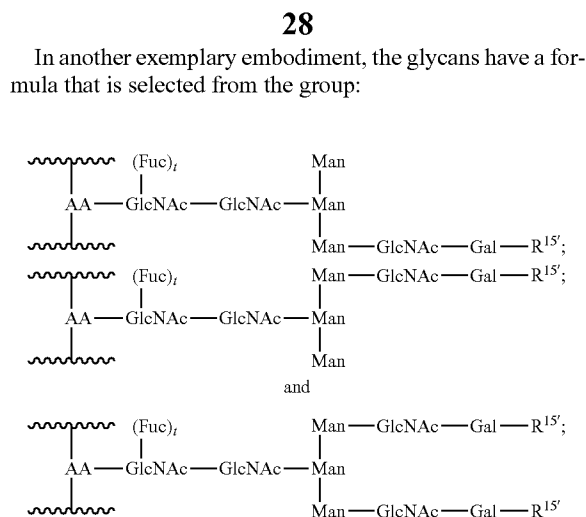 28
In another exemplary embodiment, the glycans have a for-
mula that is selected from the group:
(Fuc)t Man
AA—GlcNAc—GlcNAc—Man
Man—GlcNAc—Gal—R15′;
(Fuc)t Man—GlcNAc—Gal—R15′;
AA—GlcNAc—GlcNAc—Man
Man
and
(Fuc)t Man—GlcNAc—Gal—R15′;
AA—GlcNAc—GlcNAc—Man
Man—GlcNAc—Gal—R15′